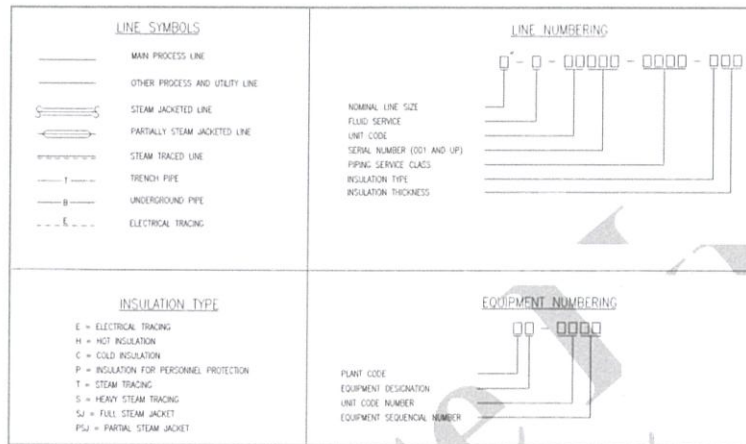 LINE SYMBOLS
MAIN PROCESS LINE
OTHER PROCESS AND UTILITY LINE
STEAM JACKETED LINE
PARTIALLY STEAM JACKETED LINE
STEAM TRACED LINE
T TRENCH PIPE
B UNDERGROUND PIPE
E ELECTRICAL TRACING
LINE NUMBERING
NOMINAL LINE SIZE
FLUID SERVICE
UNIT CODE
SERIAL NUMBER (001 AND UP)
PIPING SERVICE CLASS
INSULATION TYPE
INSULATION THICKNESS
INSULATION TYPE
E = ELECTRICAL TRACING
H = HOT INSULATION
C = COLD INSULATION
P = INSULATION FOR PERSONNEL PROTECTION
T = STEAM TRACING
S = HEAVY STEAM TRACING
SJ = FULL STEAM JACKET
PSJ = PARTIAL STEAM JACKET
EQUIPMENT NUMBERING
PLANT CODE
EQUIPMENT DESIGNATION
UNIT CODE NUMBER
EQUIPMENT SEQUENCIAL NUMBER